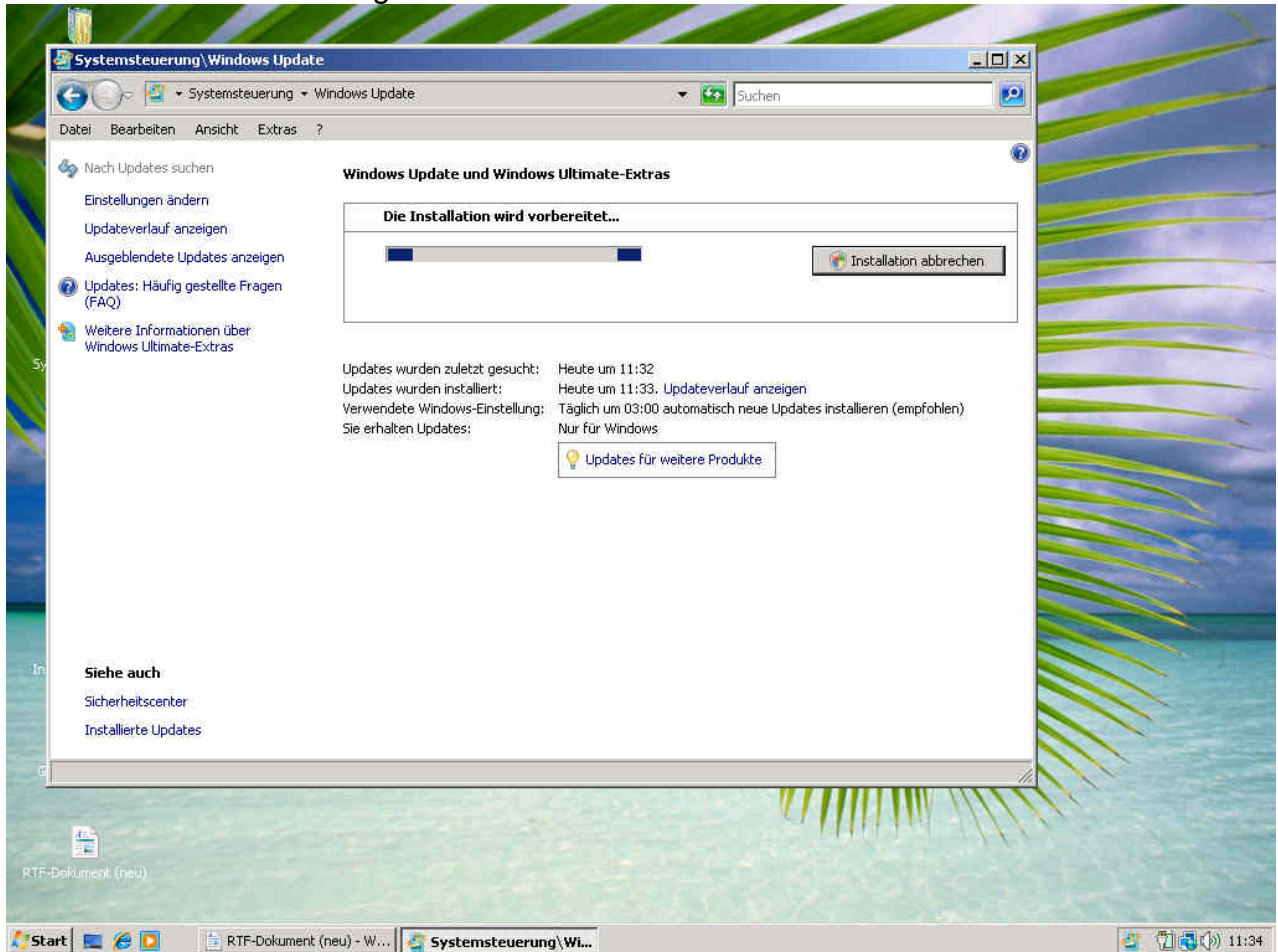 Systemsteuerung\Windows Update
Systemsteuerung Windows Update
Suchen
Datei Bearbeiten Ansicht Extras ?
Nach Updates suchen
Einstellungen ändern
Updateverlauf anzeigen
Ausgeblendete Updates anzeigen
Updates: Häufig gestellte Fragen
(FAQ)
Weitere Informationen über
Windows Ultimate-Extras
Windows Update und Windows Ultimate-Extras
Die Installation wird vorbereitet...
Installation abbrechen
Updates wurden zuletzt gesucht: Heute um 11:32
Updates wurden installiert: Heute um 11:33. Updateverlauf anzeigen
Verwendete Windows-Einstellung: Täglich um 03:00 automatisch neue Updates installieren (empfohlen)
Sie erhalten Updates: Nur für Windows
Updates für weitere Produkte
Siehe auch
Sicherheitscenter
Installierte Updates
Sy
In
RTF-Dokument (neu)
Start
RTF-Dokument (neu) - W...
Systemsteuerung\Wi...
11:34